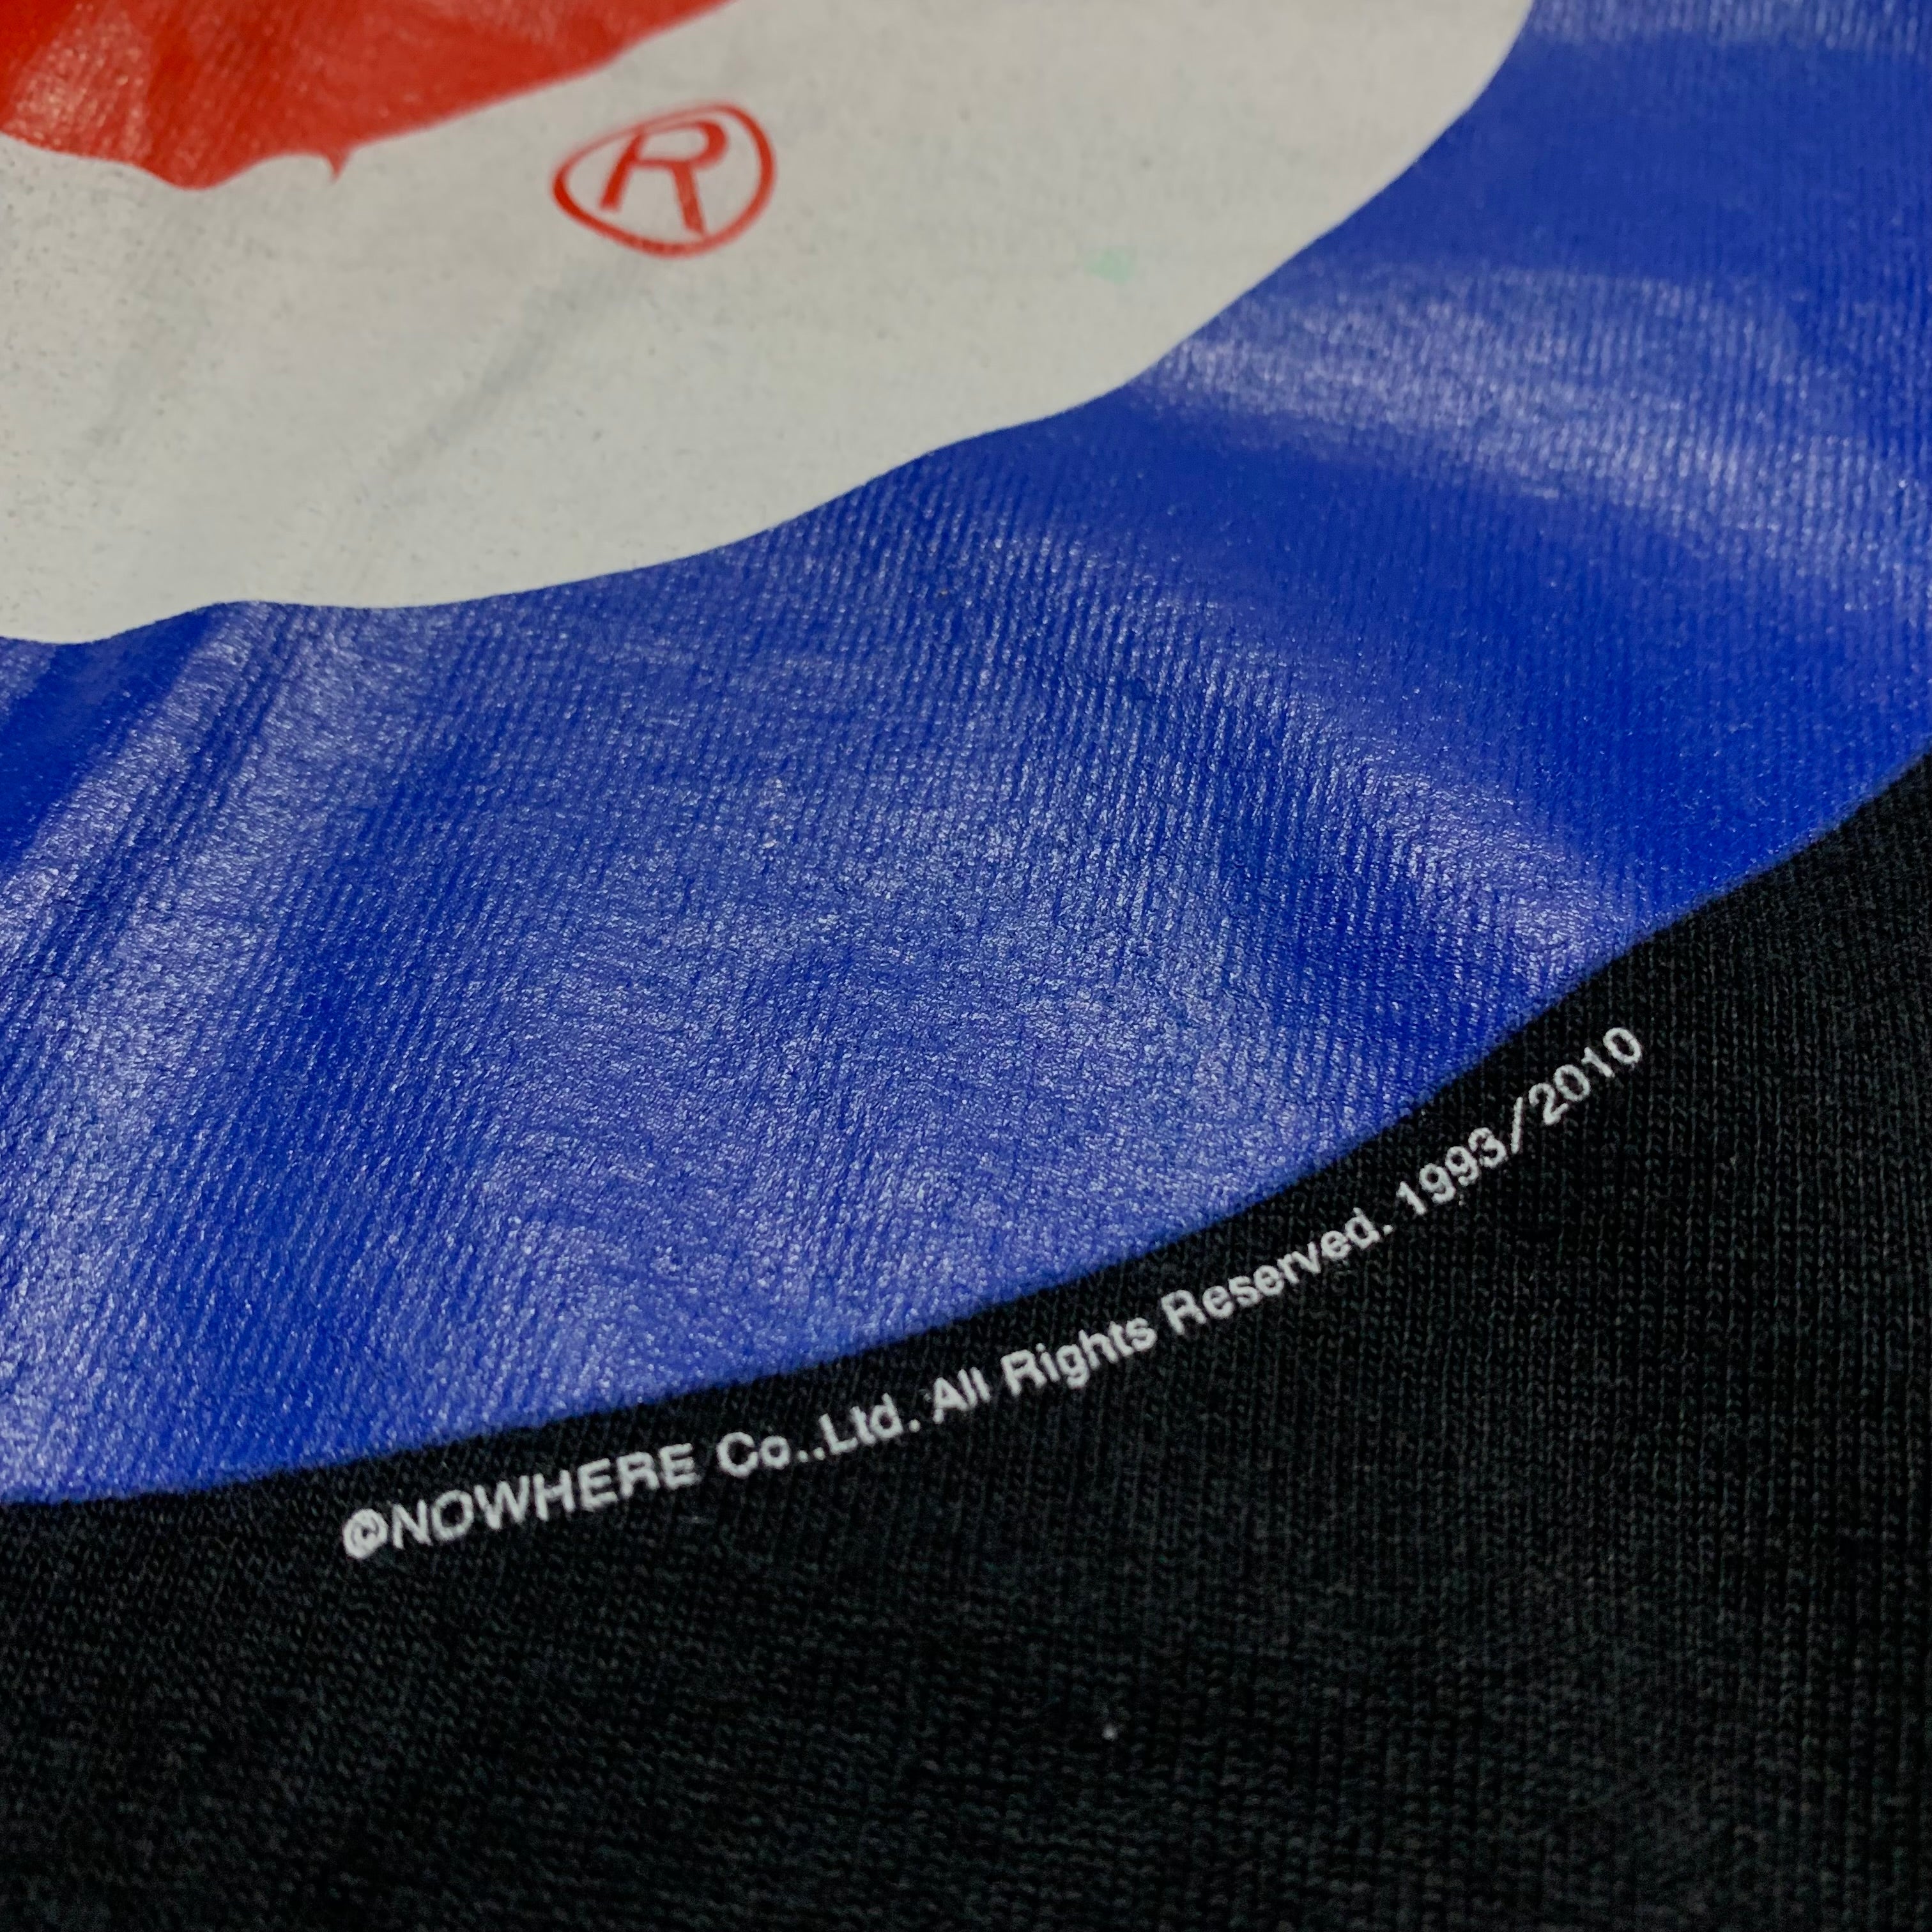 ®
©NOWHERE Co..Ltd. All Rights Reserved. 1993/2010